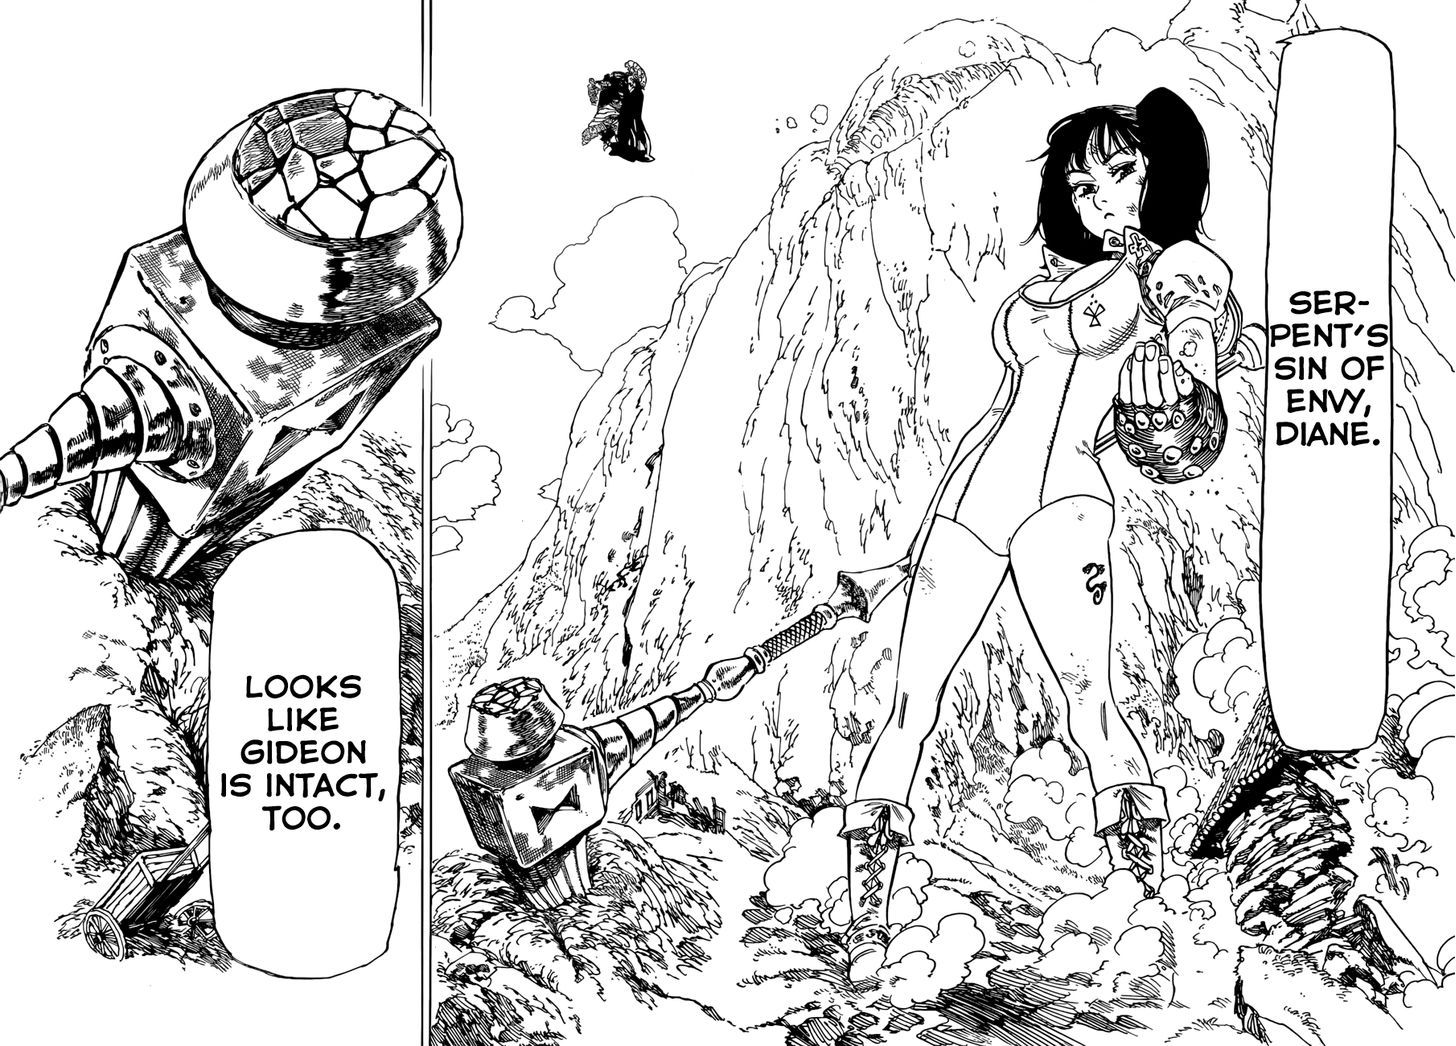 SER-
PENT'S
SIN OF
ENVY,
DIANE.
LOOKS
LIKE
GIDEON
IS INTACT,
TOO.